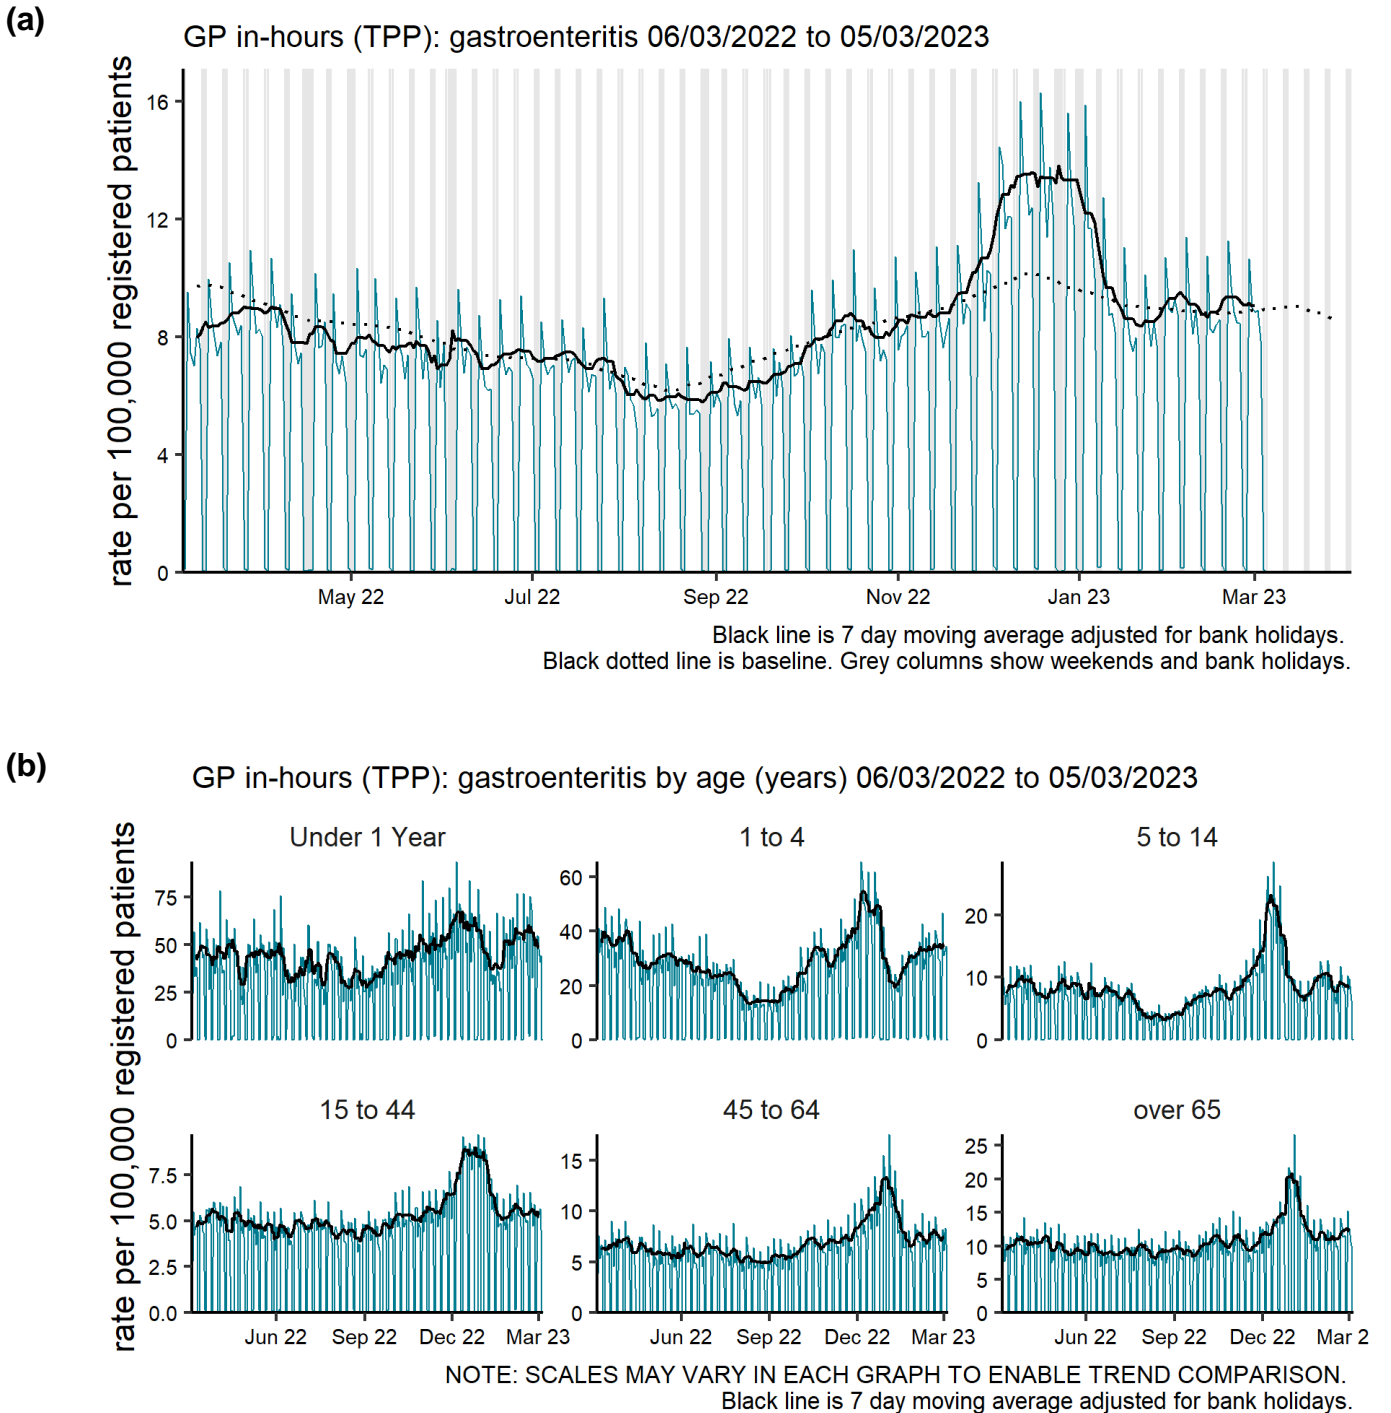 (a)
GP in-hours (TPP): gastroenteritis 06/03/2022 to 05/03/2023
rate per 100,000 registered patients
16
12
8
4
0
May 22
Jul 22
Sep 22
Nov 22
Jan 23
Mar 23
Black line is 7 day moving average adjusted for bank holidays.
Black dotted line is baseline. Grey columns show weekends and bank holidays.
(b)
GP in-hours (TPP): gastroenteritis by age (years) 06/03/2022 to 05/03/2023
rate per 100,000 registered patients
Under 1 Year
75
50
25
0
1 to 4
60
40
20
0
5 to 14
20
10
0
15 to 44
7.5
5.0
2.5
0.0
Jun 22
Sep 22
Dec 22
Mar 23
45 to 64
15
10
5
0
Jun 22
Sep 22
Dec 22
Mar 23
over 65
25
20
15
10
5
0
Jun 22
Sep 22
Dec 22
Mar 2
NOTE: SCALES MAY VARY IN EACH GRAPH TO ENABLE TREND COMPARISON.
Black line is 7 day moving average adjusted for bank holidays.